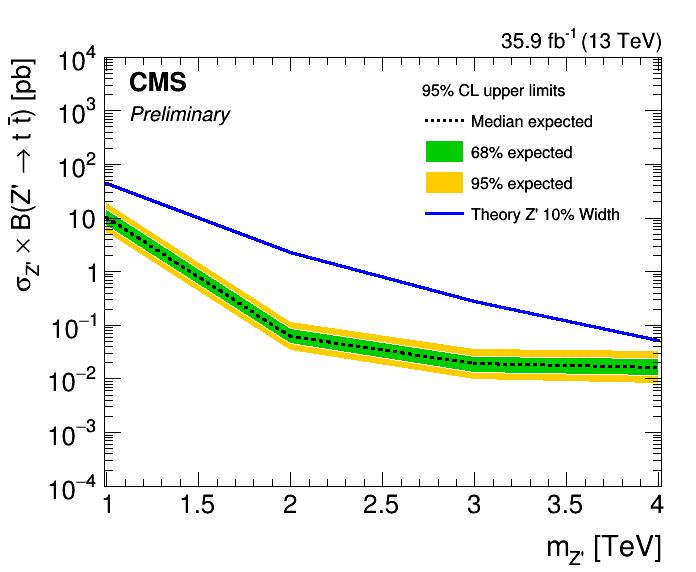 35.9 fb⁻¹ (13 TeV)
CMS
Preliminary
95% CL upper limits
Median expected
68% expected
95% expected
Theory Z' 10% Width
σ_Z' × B(Z' → t t̄) [pb]
10⁴
10³
10²
10
1
10⁻¹
10⁻²
10⁻³
10⁻⁴
1 1.5 2 2.5 3 3.5 4
m_Z' [TeV]